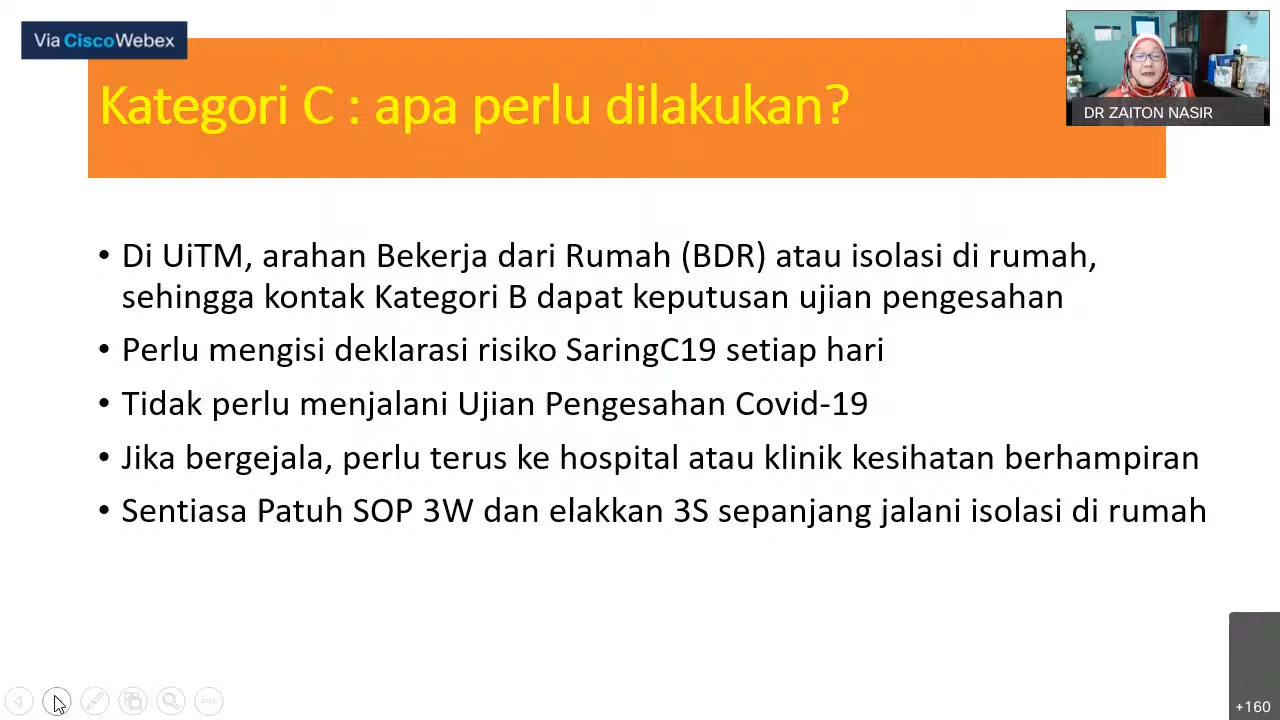 Via Cisco Webex
DR ZAITON NASIR
Kategori C : apa perlu dilakukan?
• Di UiTM, arahan Bekerja dari Rumah (BDR) atau isolasi di rumah,
sehingga kontak Kategori B dapat keputusan ujian pengesahan
• Perlu mengisi deklarasi risiko SaringC19 setiap hari
• Tidak perlu menjalani Ujian Pengesahan Covid-19
• Jika bergejala, perlu terus ke hospital atau klinik kesihatan berhampiran
• Sentiasa Patuh SOP 3W dan elakkan 3S sepanjang jalani isolasi di rumah
+160